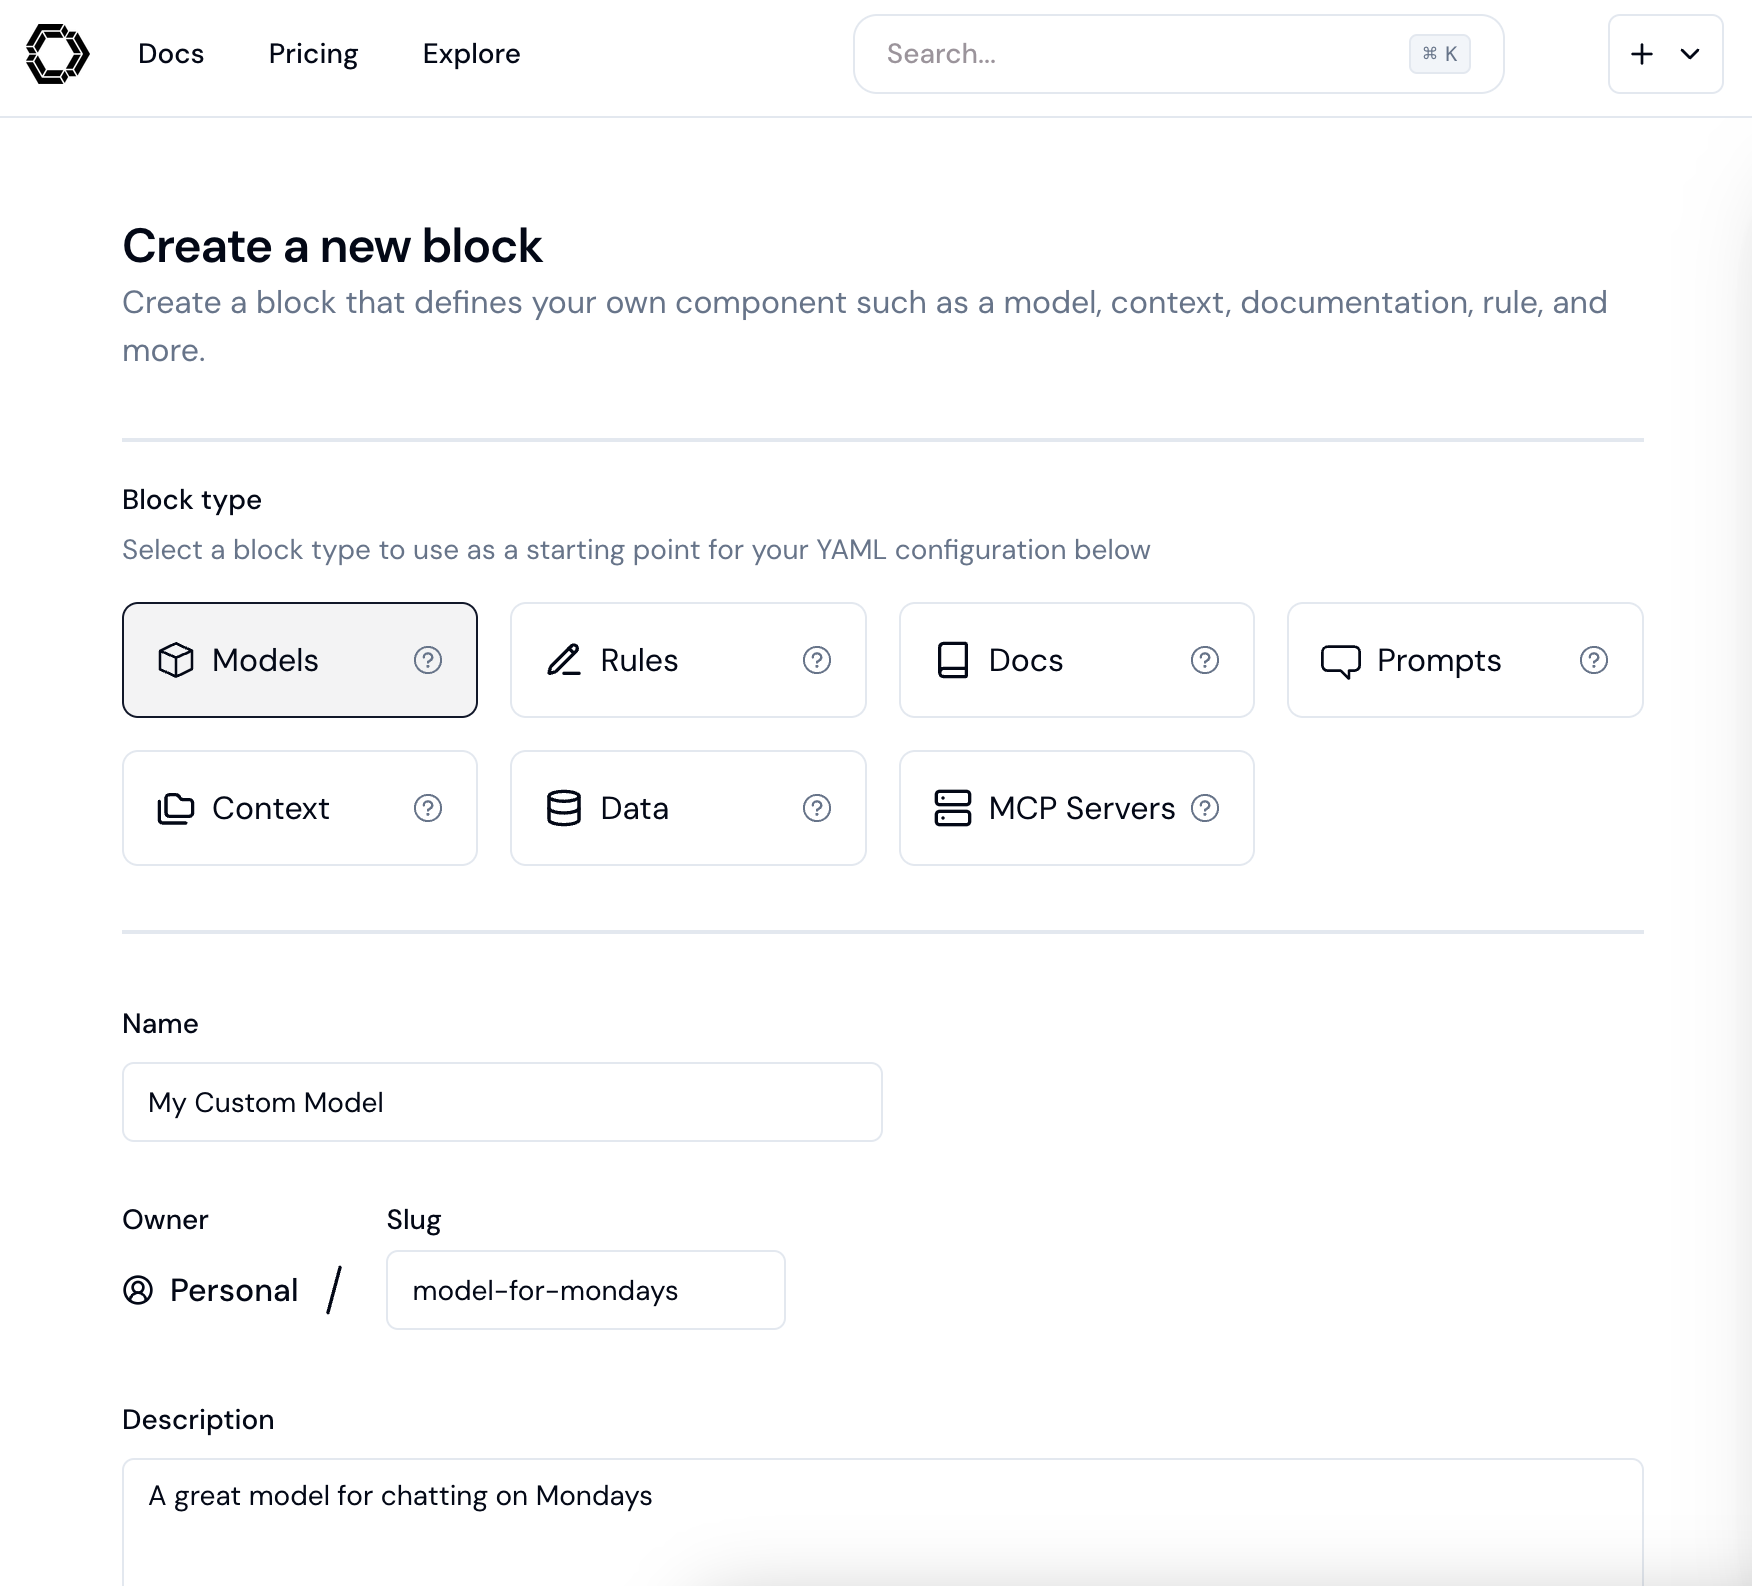 Docs Pricing Explore Search... ⌘ K
Create a new block
Create a block that defines your own component such as a model, context, documentation, rule, and
more.
Block type
Select a block type to use as a starting point for your YAML configuration below
Models Rules Docs Prompts
Context Data MCP Servers
Name
My Custom Model
Owner Slug
Personal / model-for-mondays
Description
A great model for chatting on Mondays